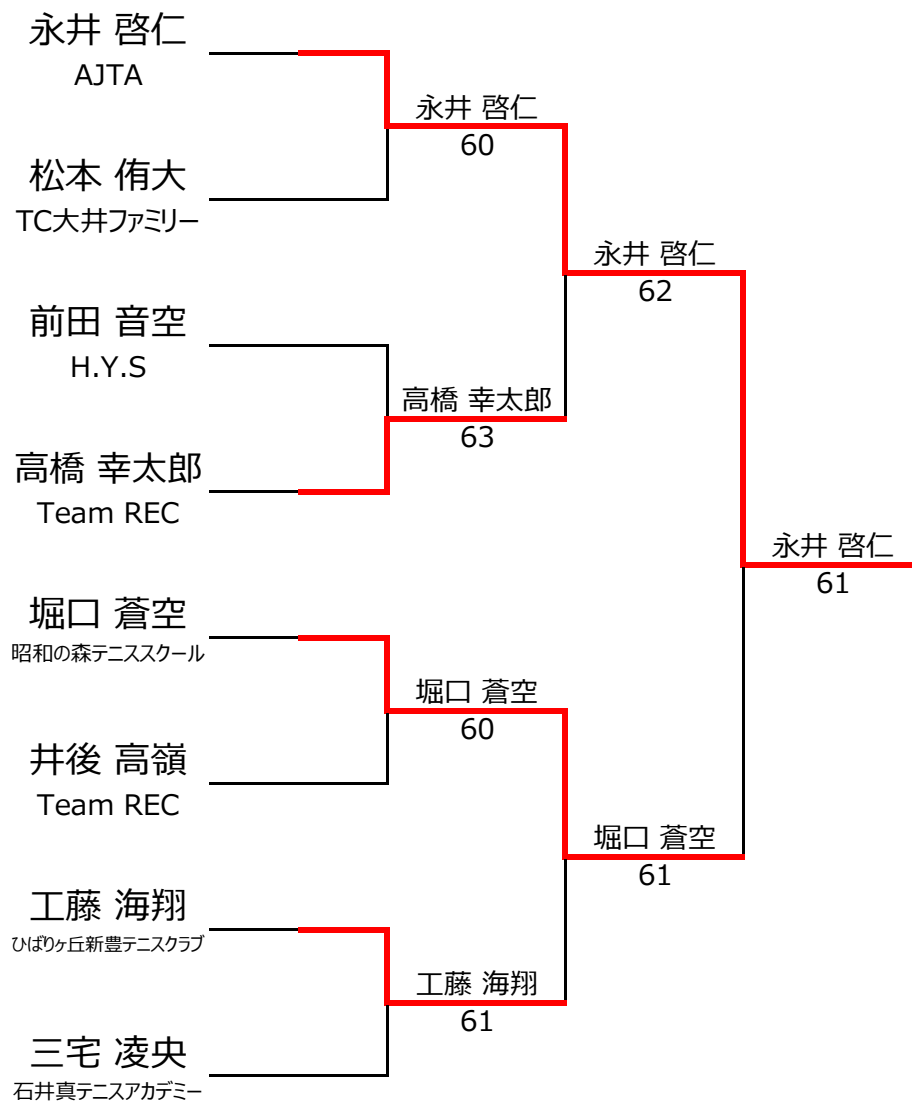 永井 啓仁
AJTA
松本 侑大
TC大井ファミリー
前田 音空
H.Y.S
高橋 幸太郎
Team REC
堀口 蒼空
昭和の森テニススクール
井後 高嶺
Team REC
工藤 海翔
ひばりヶ丘新豊テニスクラブ
三宅 凌央
石井真テニスアカデミー
永井 啓仁
60
高橋 幸太郎
63
堀口 蒼空
60
工藤 海翔
61
永井 啓仁
62
堀口 蒼空
61
永井 啓仁
61